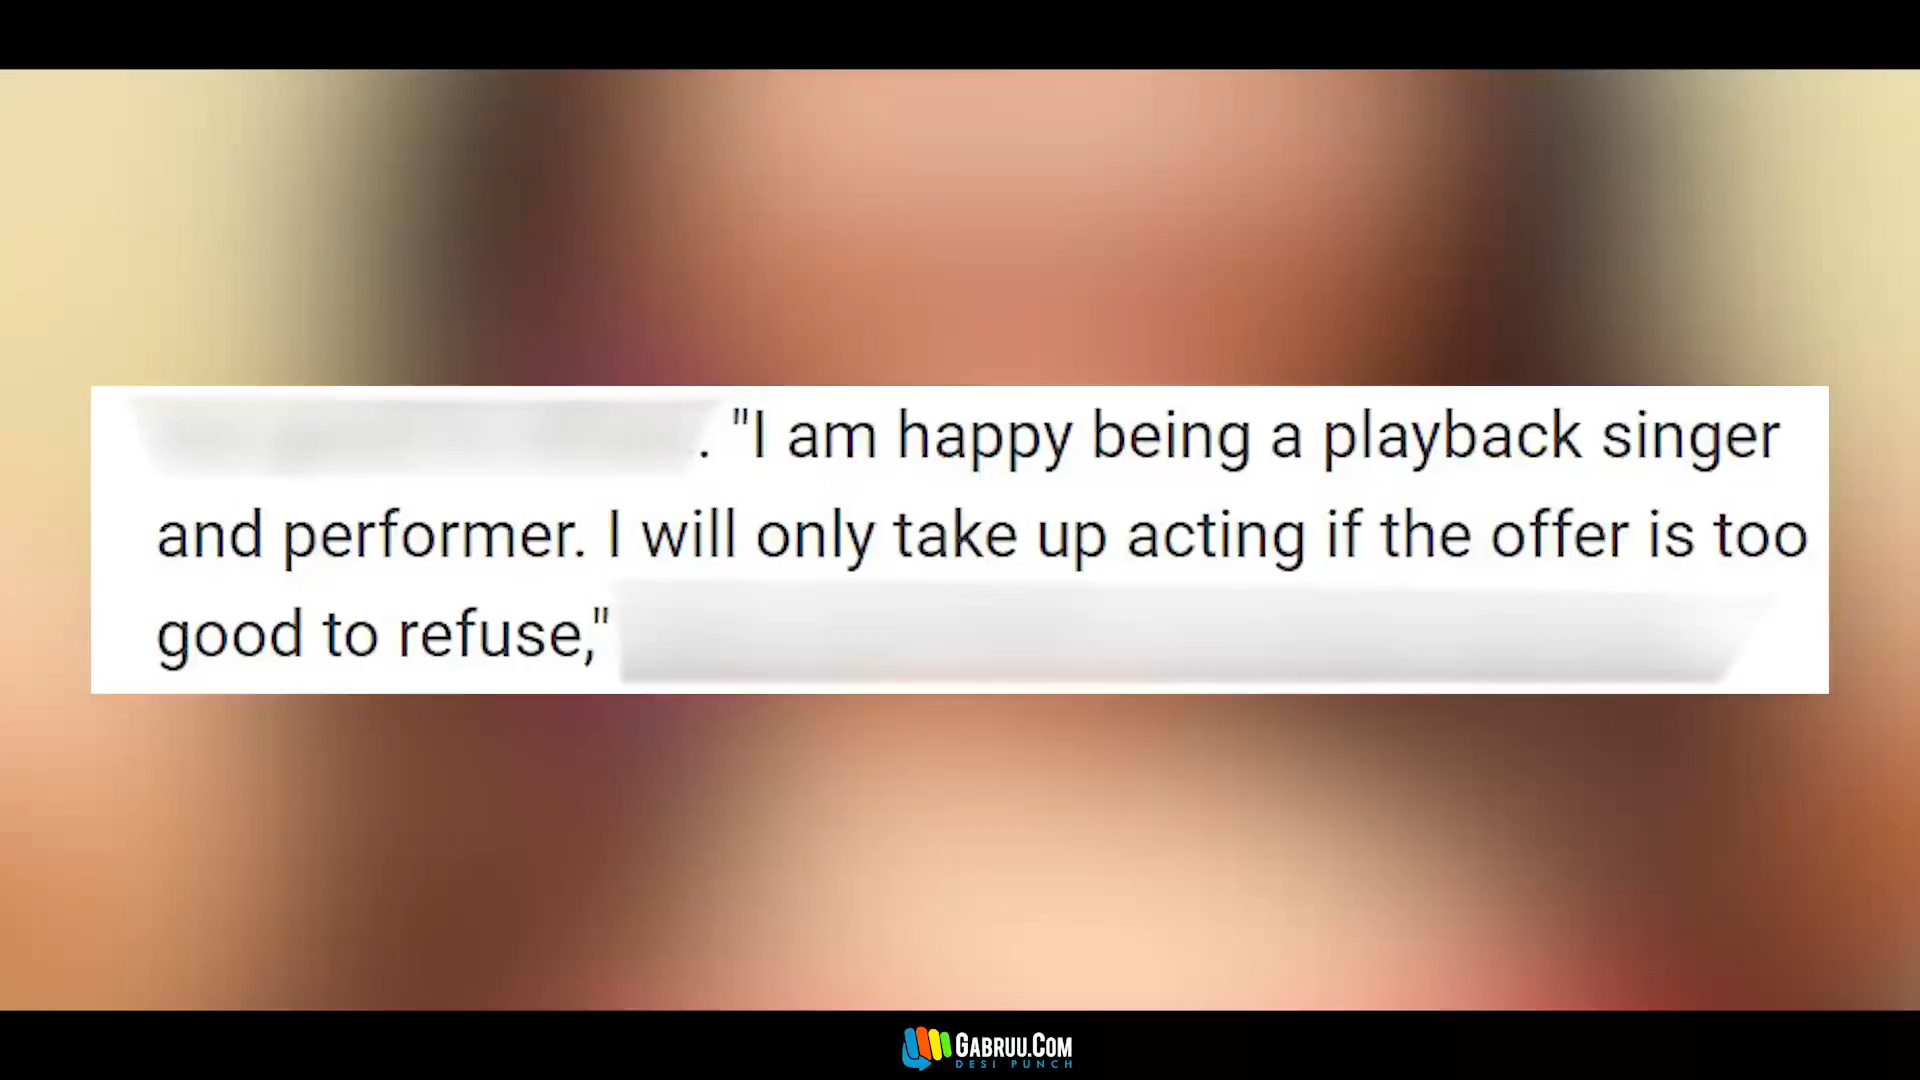 . "I am happy being a playback singer
and performer. I will only take up acting if the offer is too
good to refuse,"
GABRUU.COM
DESI PUNCH